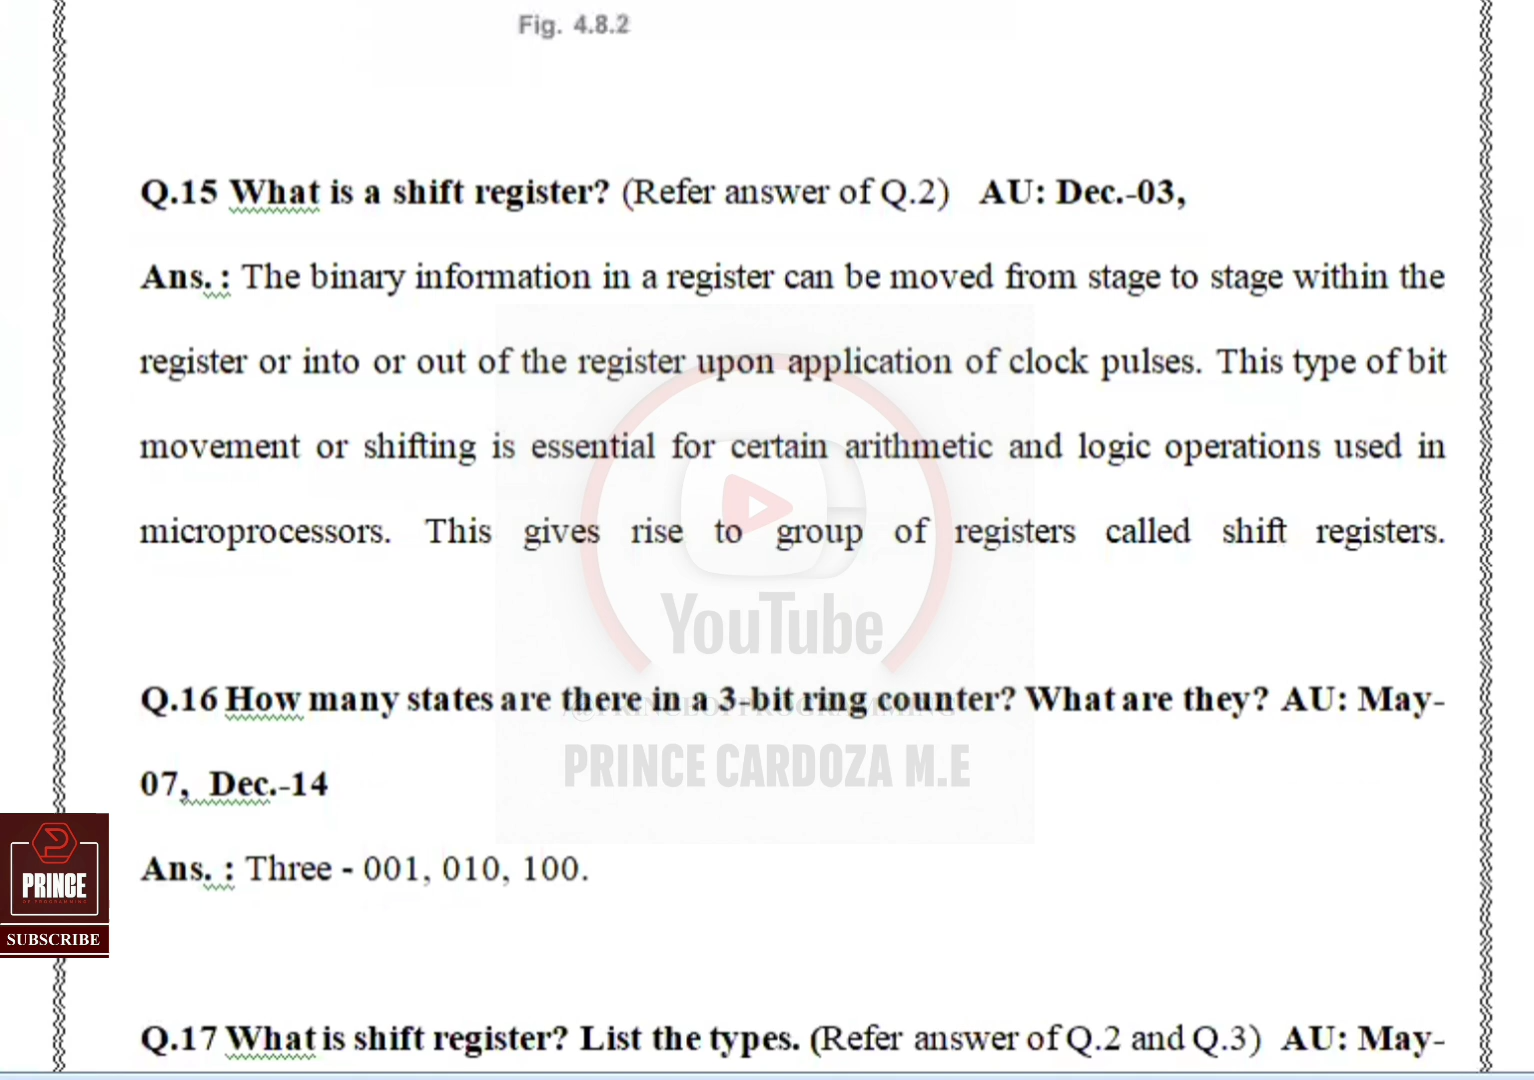 Fig. 4.8.2
Q.15 What is a shift register? (Refer answer of Q.2) AU: Dec.-03,
Ans. : The binary information in a register can be moved from stage to stage within the
register or into or out of the register upon application of clock pulses. This type of bit
movement or shifting is essential for certain arithmetic and logic operations used in
microprocessors. This gives rise to group of registers called shift registers.
YouTube
Q.16 How many states are there in a 3-bit ring counter? What are they? AU: May-
07, Dec.-14
PRINCE CARDOZA M.E
Ans. : Three - 001, 010, 100.
PRINCE
SUBSCRIBE
Q.17 What is shift register? List the types. (Refer answer of Q.2 and Q.3) AU: May-